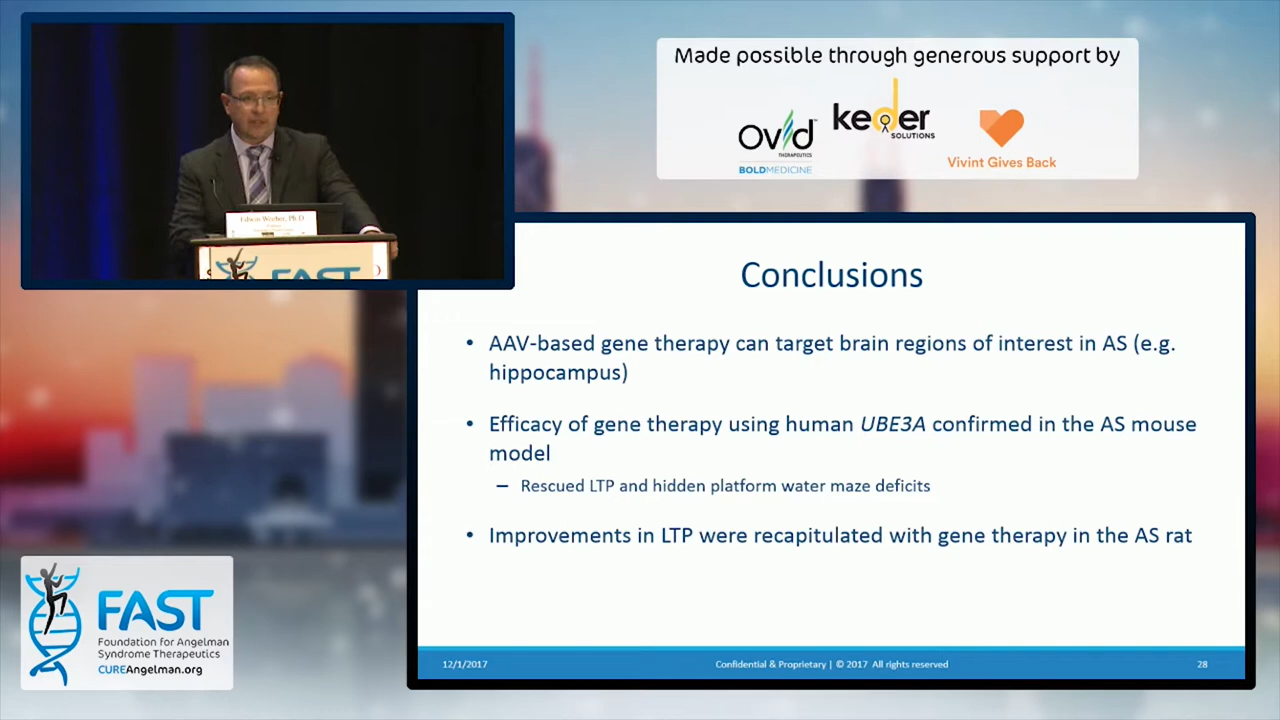 Made possible through generous support by
Ovid
THERAPEUTICS
BOLDMEDICINE
keder
SOLUTIONS
Vivint Gives Back
Edwin Weeber, Ph.D.
FAST
Conclusions
• AAV-based gene therapy can target brain regions of interest in AS (e.g.
hippocampus)
• Efficacy of gene therapy using human UBE3A confirmed in the AS mouse
model
– Rescued LTP and hidden platform water maze deficits
• Improvements in LTP were recapitulated with gene therapy in the AS rat
12/1/2017
Confidential & Proprietary | © 2017 All rights reserved
28
FAST
Foundation for Angelman
Syndrome Therapeutics
CUREAngelman.org